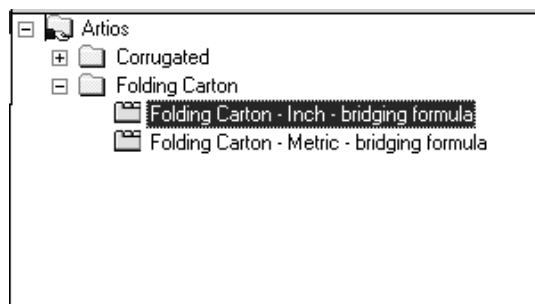 Artios
Corrugated
Folding Carton
Folding Carton - Inch - bridging formula
Folding Carton - Metric - bridging formula